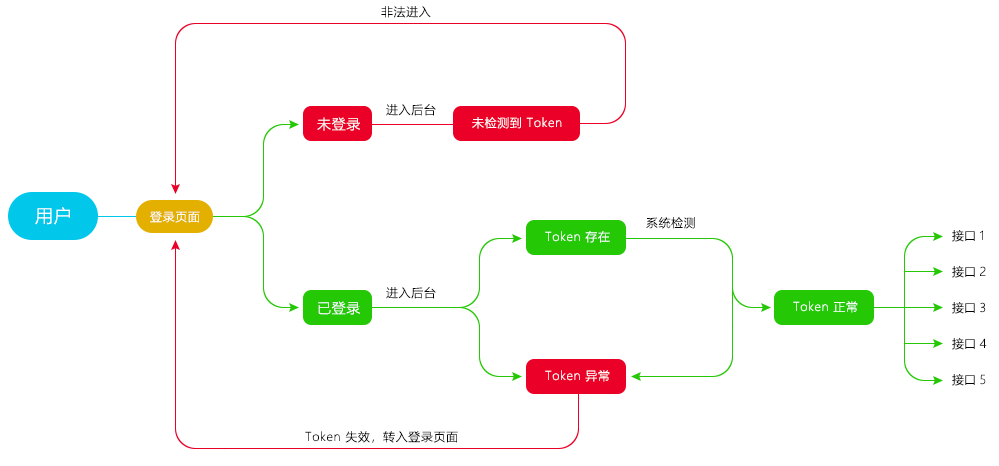 非法进入
未登录
进入后台
未检测到 Token
用户
登录页面
Token 存在
系统检测
接口 1
接口 2
已登录
进入后台
Token 正常
接口 3
接口 4
Token 异常
接口 5
Token 失效，转入登录页面